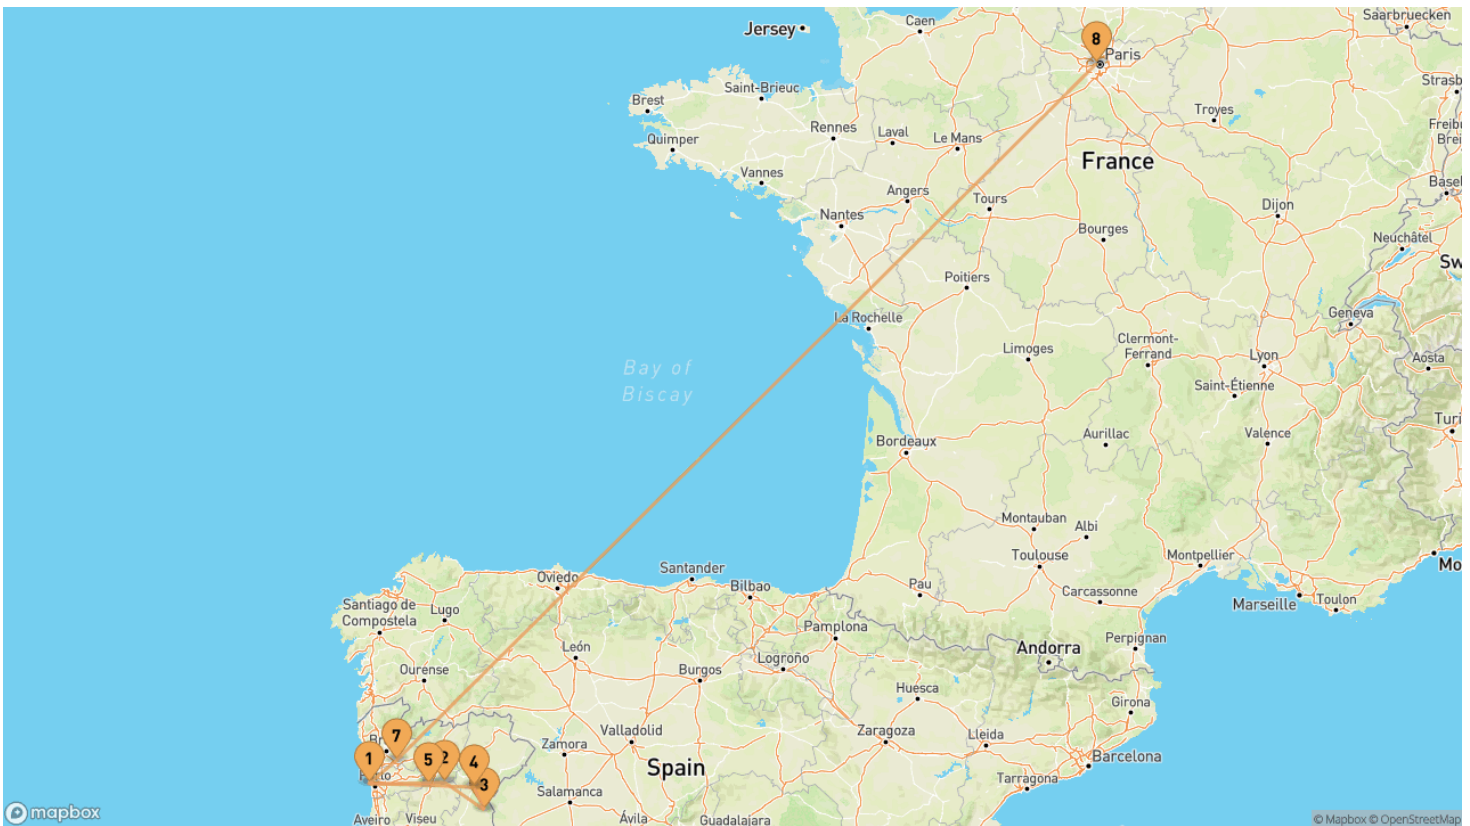 Jersey
Caen
8
Paris
Saarbruecken
Brest
Saint-Brieuc
Troyes
Strasb
Quimper
Rennes
Laval
Le Mans
Freibu
Brei
France
Vannes
Angers
Tours
Basel
Nantes
Dijon
Bourges
Neuchâtel
Sw
Poitiers
La Rochelle
Geneva
Bay of
Biscay
Limoges
Clermont-
Ferrand
Lyon
Aosta
Saint-Étienne
Turi
Bordeaux
Aurillac
Valence
Montauban
Albi
Toulouse
Montpellier
Mo
Oviedo
Santander
Bilbao
Pau
Carcassonne
Marseille
Toulon
Santiago de
Compostela
Lugo
Pamplona
Perpignan
León
Logroño
Andorra
Ourense
Burgos
Huesca
Girona
7
Br
Valladolid
Zaragoza
Lleida
1
5
2
4
Zamora
Barcelona
Spain
3
Tarragona
Salamanca
Aveiro
Viseu
Ávila
Guadalajara
mapbox
© Mapbox © OpenStreetMap